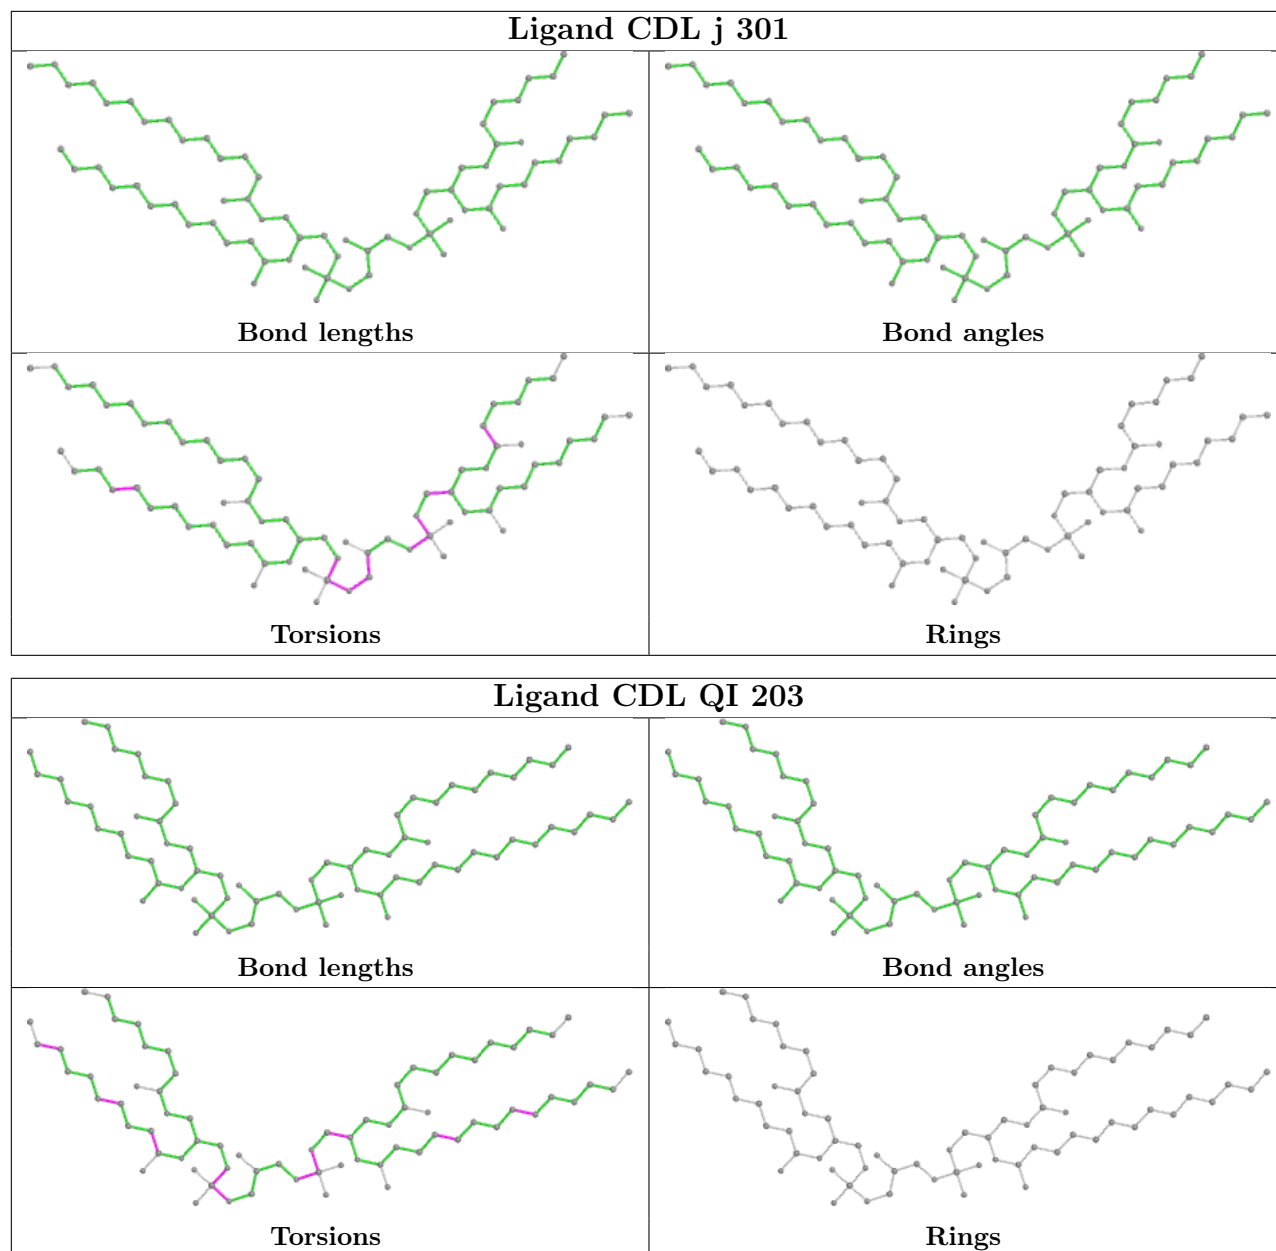 Ligand CDL j 301
Bond lengths
Bond angles
Torsions
Rings
Ligand CDL QI 203
Bond lengths
Bond angles
Torsions
Rings